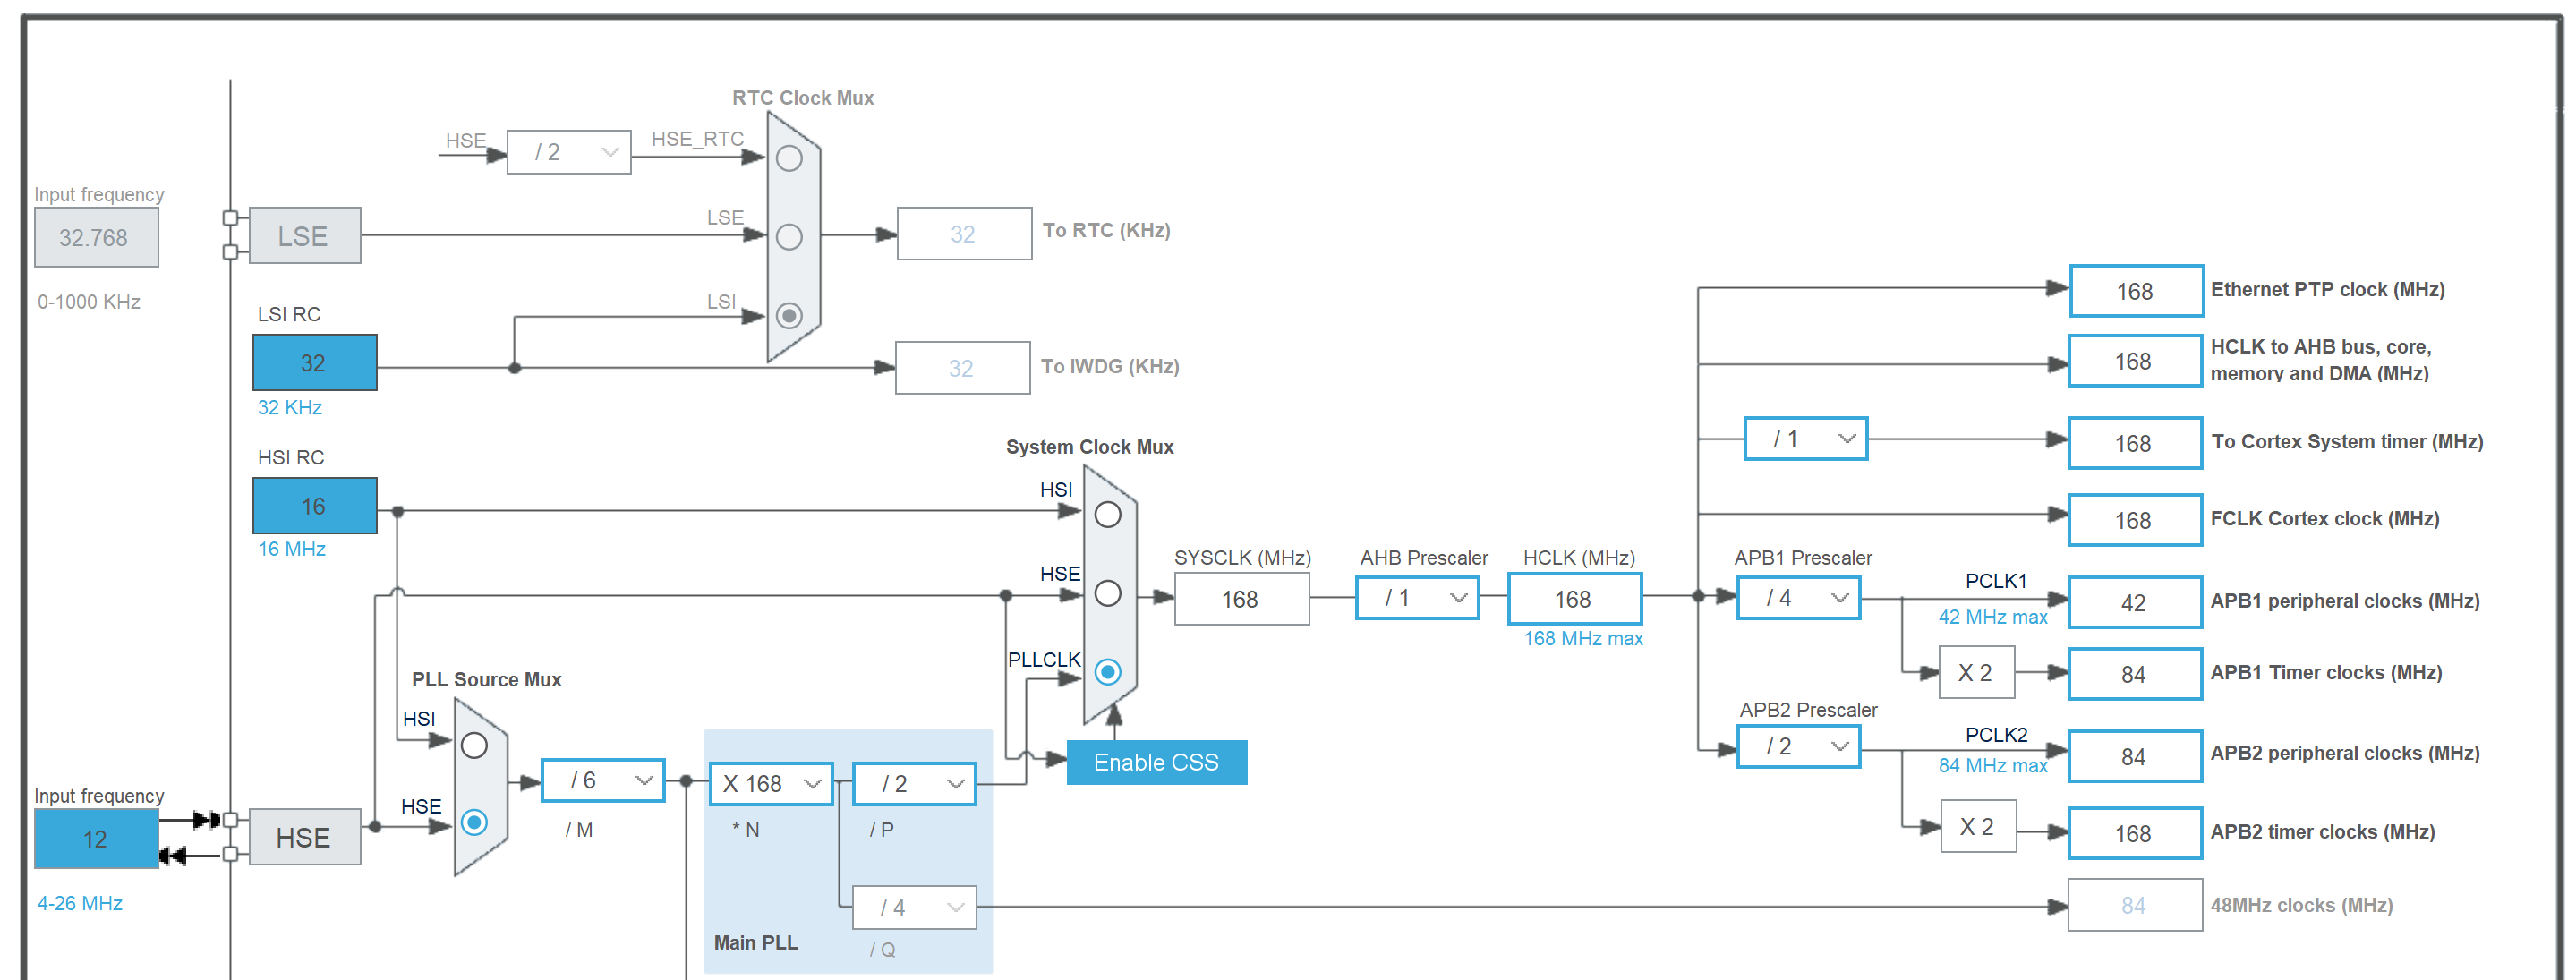 RTC Clock Mux
HSE
/ 2
HSE_RTC
Input frequency
32.768
0-1000 KHz
LSE
LSE
32
To RTC (KHz)
LSI RC
LSI
32
32 KHz
32
To IWDG (KHz)
HSI RC
16
16 MHz
System Clock Mux
HSI
HSE
PLLCLK
SYSCLK (MHz)
168
AHB Prescaler
/ 1
HCLK (MHz)
168
168 MHz max
168
Ethernet PTP clock (MHz)
168
HCLK to AHB bus, core,
memory and DMA (MHz)
/ 1
168
To Cortex System timer (MHz)
168
FCLK Cortex clock (MHz)
APB1 Prescaler
/ 4
PCLK1
42 MHz max
42
APB1 peripheral clocks (MHz)
X 2
84
APB1 Timer clocks (MHz)
APB2 Prescaler
/ 2
PCLK2
84 MHz max
84
APB2 peripheral clocks (MHz)
X 2
168
APB2 timer clocks (MHz)
PLL Source Mux
HSI
HSE
Input frequency
12
4-26 MHz
HSE
/ 6
/ M
X 168
* N
/ 2
/ P
Enable CSS
/ 4
/ Q
Main PLL
84
48MHz clocks (MHz)